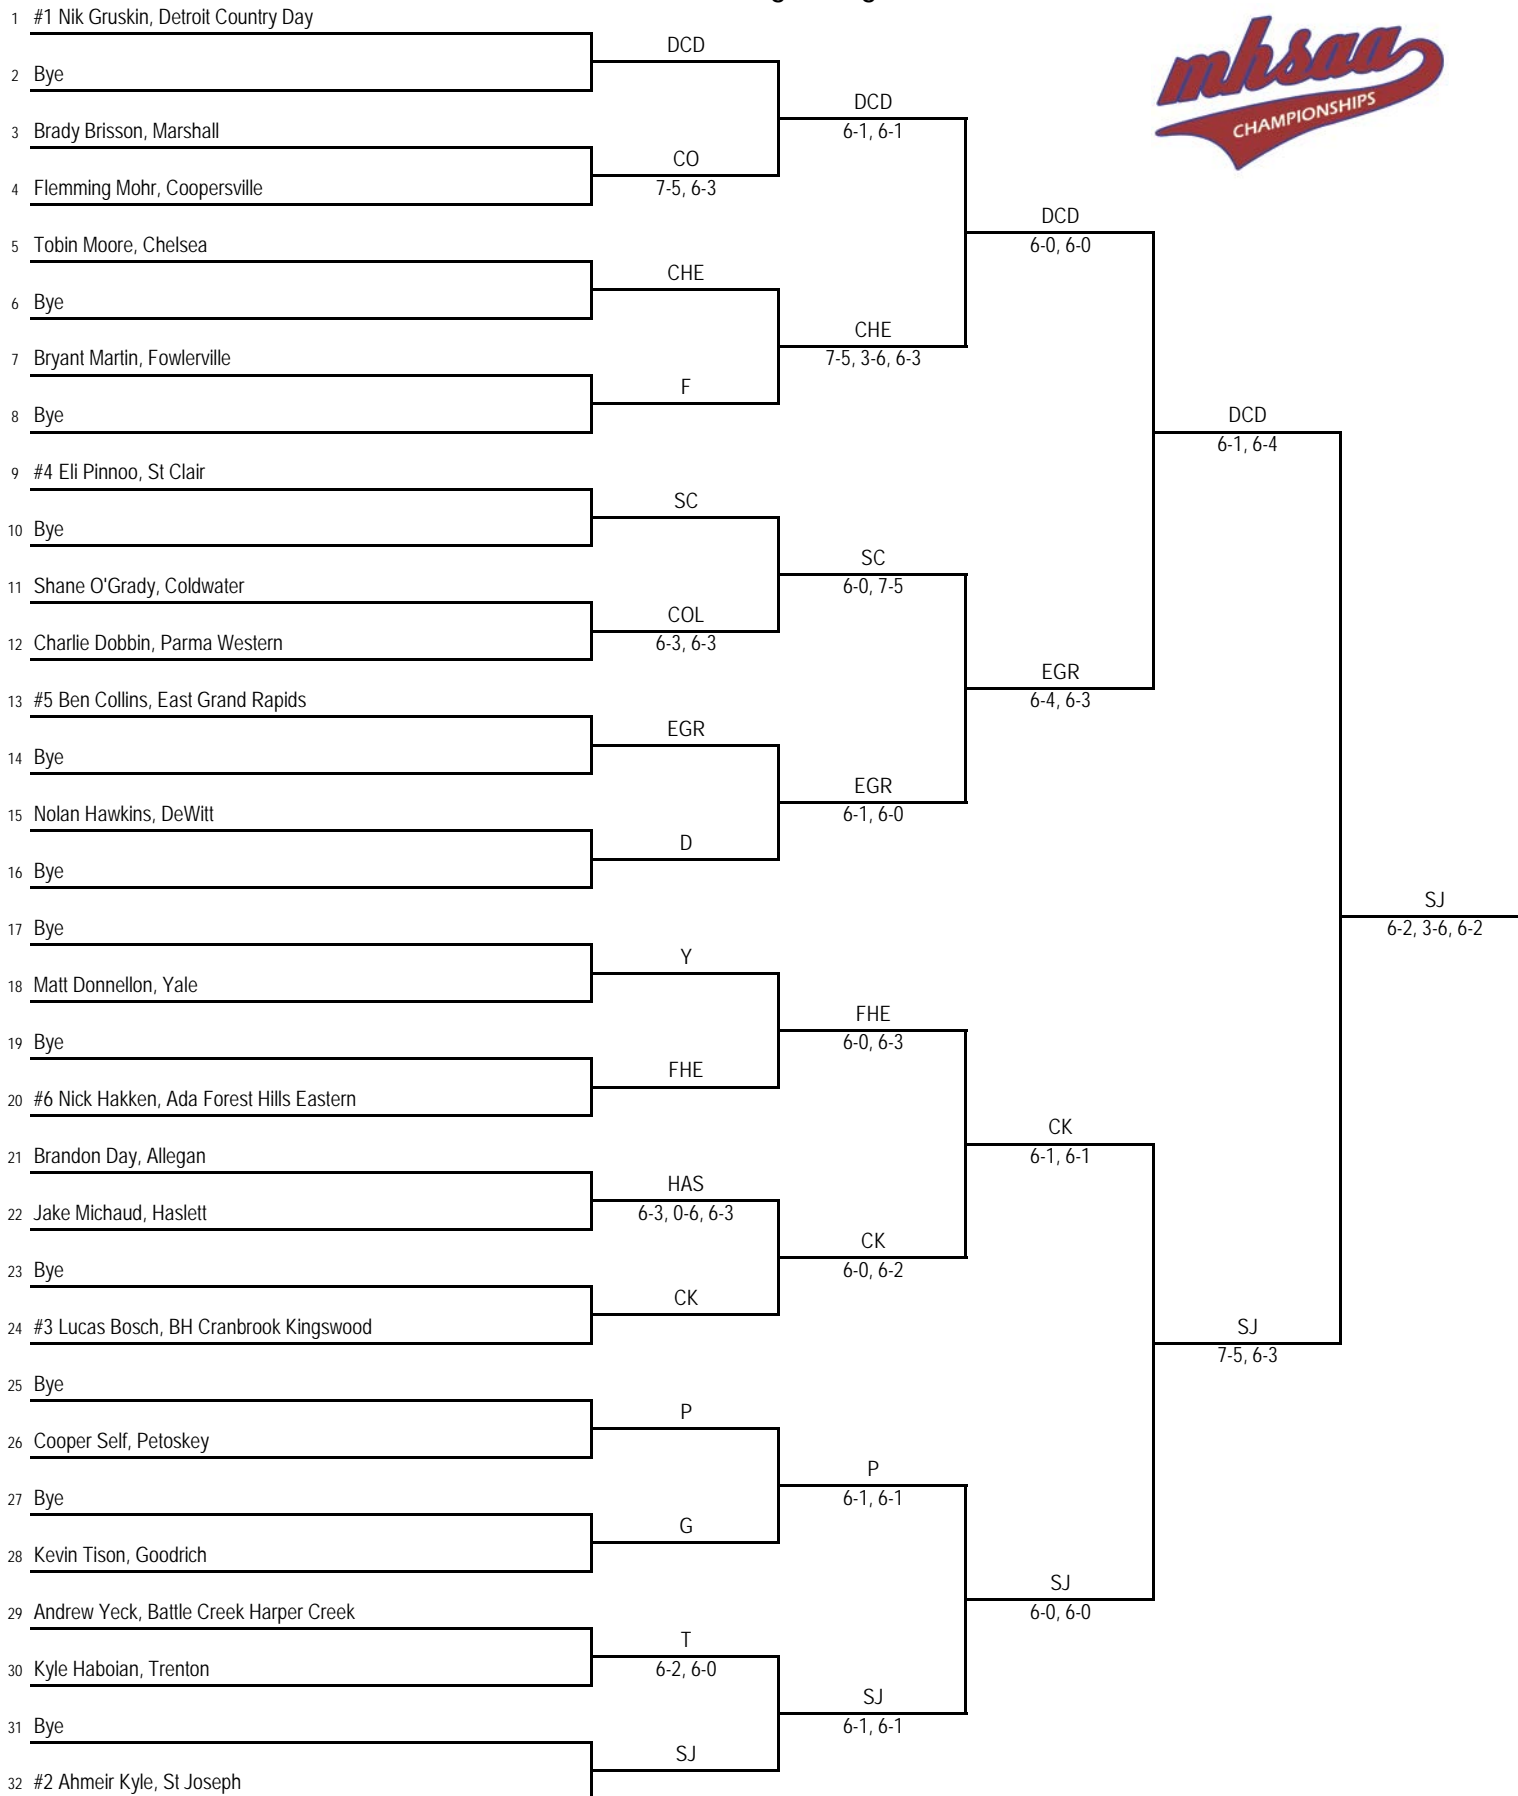 1 #1 Nik Gruskin, Detroit Country Day
2 Bye
3 Brady Brisson, Marshall
4 Flemming Mohr, Coopersville
5 Tobin Moore, Chelsea
6 Bye
7 Bryant Martin, Fowlerville
8 Bye
9 #4 Eli Pinnoo, St Clair
10 Bye
11 Shane O'Grady, Coldwater
12 Charlie Dobbin, Parma Western
13 #5 Ben Collins, East Grand Rapids
14 Bye
15 Nolan Hawkins, DeWitt
16 Bye
17 Bye
18 Matt Donnellon, Yale
19 Bye
20 #6 Nick Hakken, Ada Forest Hills Eastern
21 Brandon Day, Allegan
22 Jake Michaud, Haslett
23 Bye
24 #3 Lucas Bosch, BH Cranbrook Kingswood
25 Bye
26 Cooper Self, Petoskey
27 Bye
28 Kevin Tison, Goodrich
29 Andrew Yeck, Battle Creek Harper Creek
30 Kyle Haboian, Trenton
31 Bye
32 #2 Ahmeir Kyle, St Joseph
DCD
CO
7-5, 6-3
CHE
F
SC
COL
6-3, 6-3
EGR
D
Y
FHE
HAS
6-3, 0-6, 6-3
CK
P
G
T
6-2, 6-0
SJ
DCD
6-1, 6-1
CHE
7-5, 3-6, 6-3
SC
6-0, 7-5
EGR
6-1, 6-0
FHE
6-0, 6-3
CK
6-0, 6-2
P
6-1, 6-1
SJ
6-1, 6-1
DCD
6-0, 6-0
EGR
6-4, 6-3
CK
6-1, 6-1
SJ
6-0, 6-0
DCD
6-1, 6-4
SJ
7-5, 6-3
SJ
6-2, 3-6, 6-2
mhsaa
CHAMPIONSHIPS